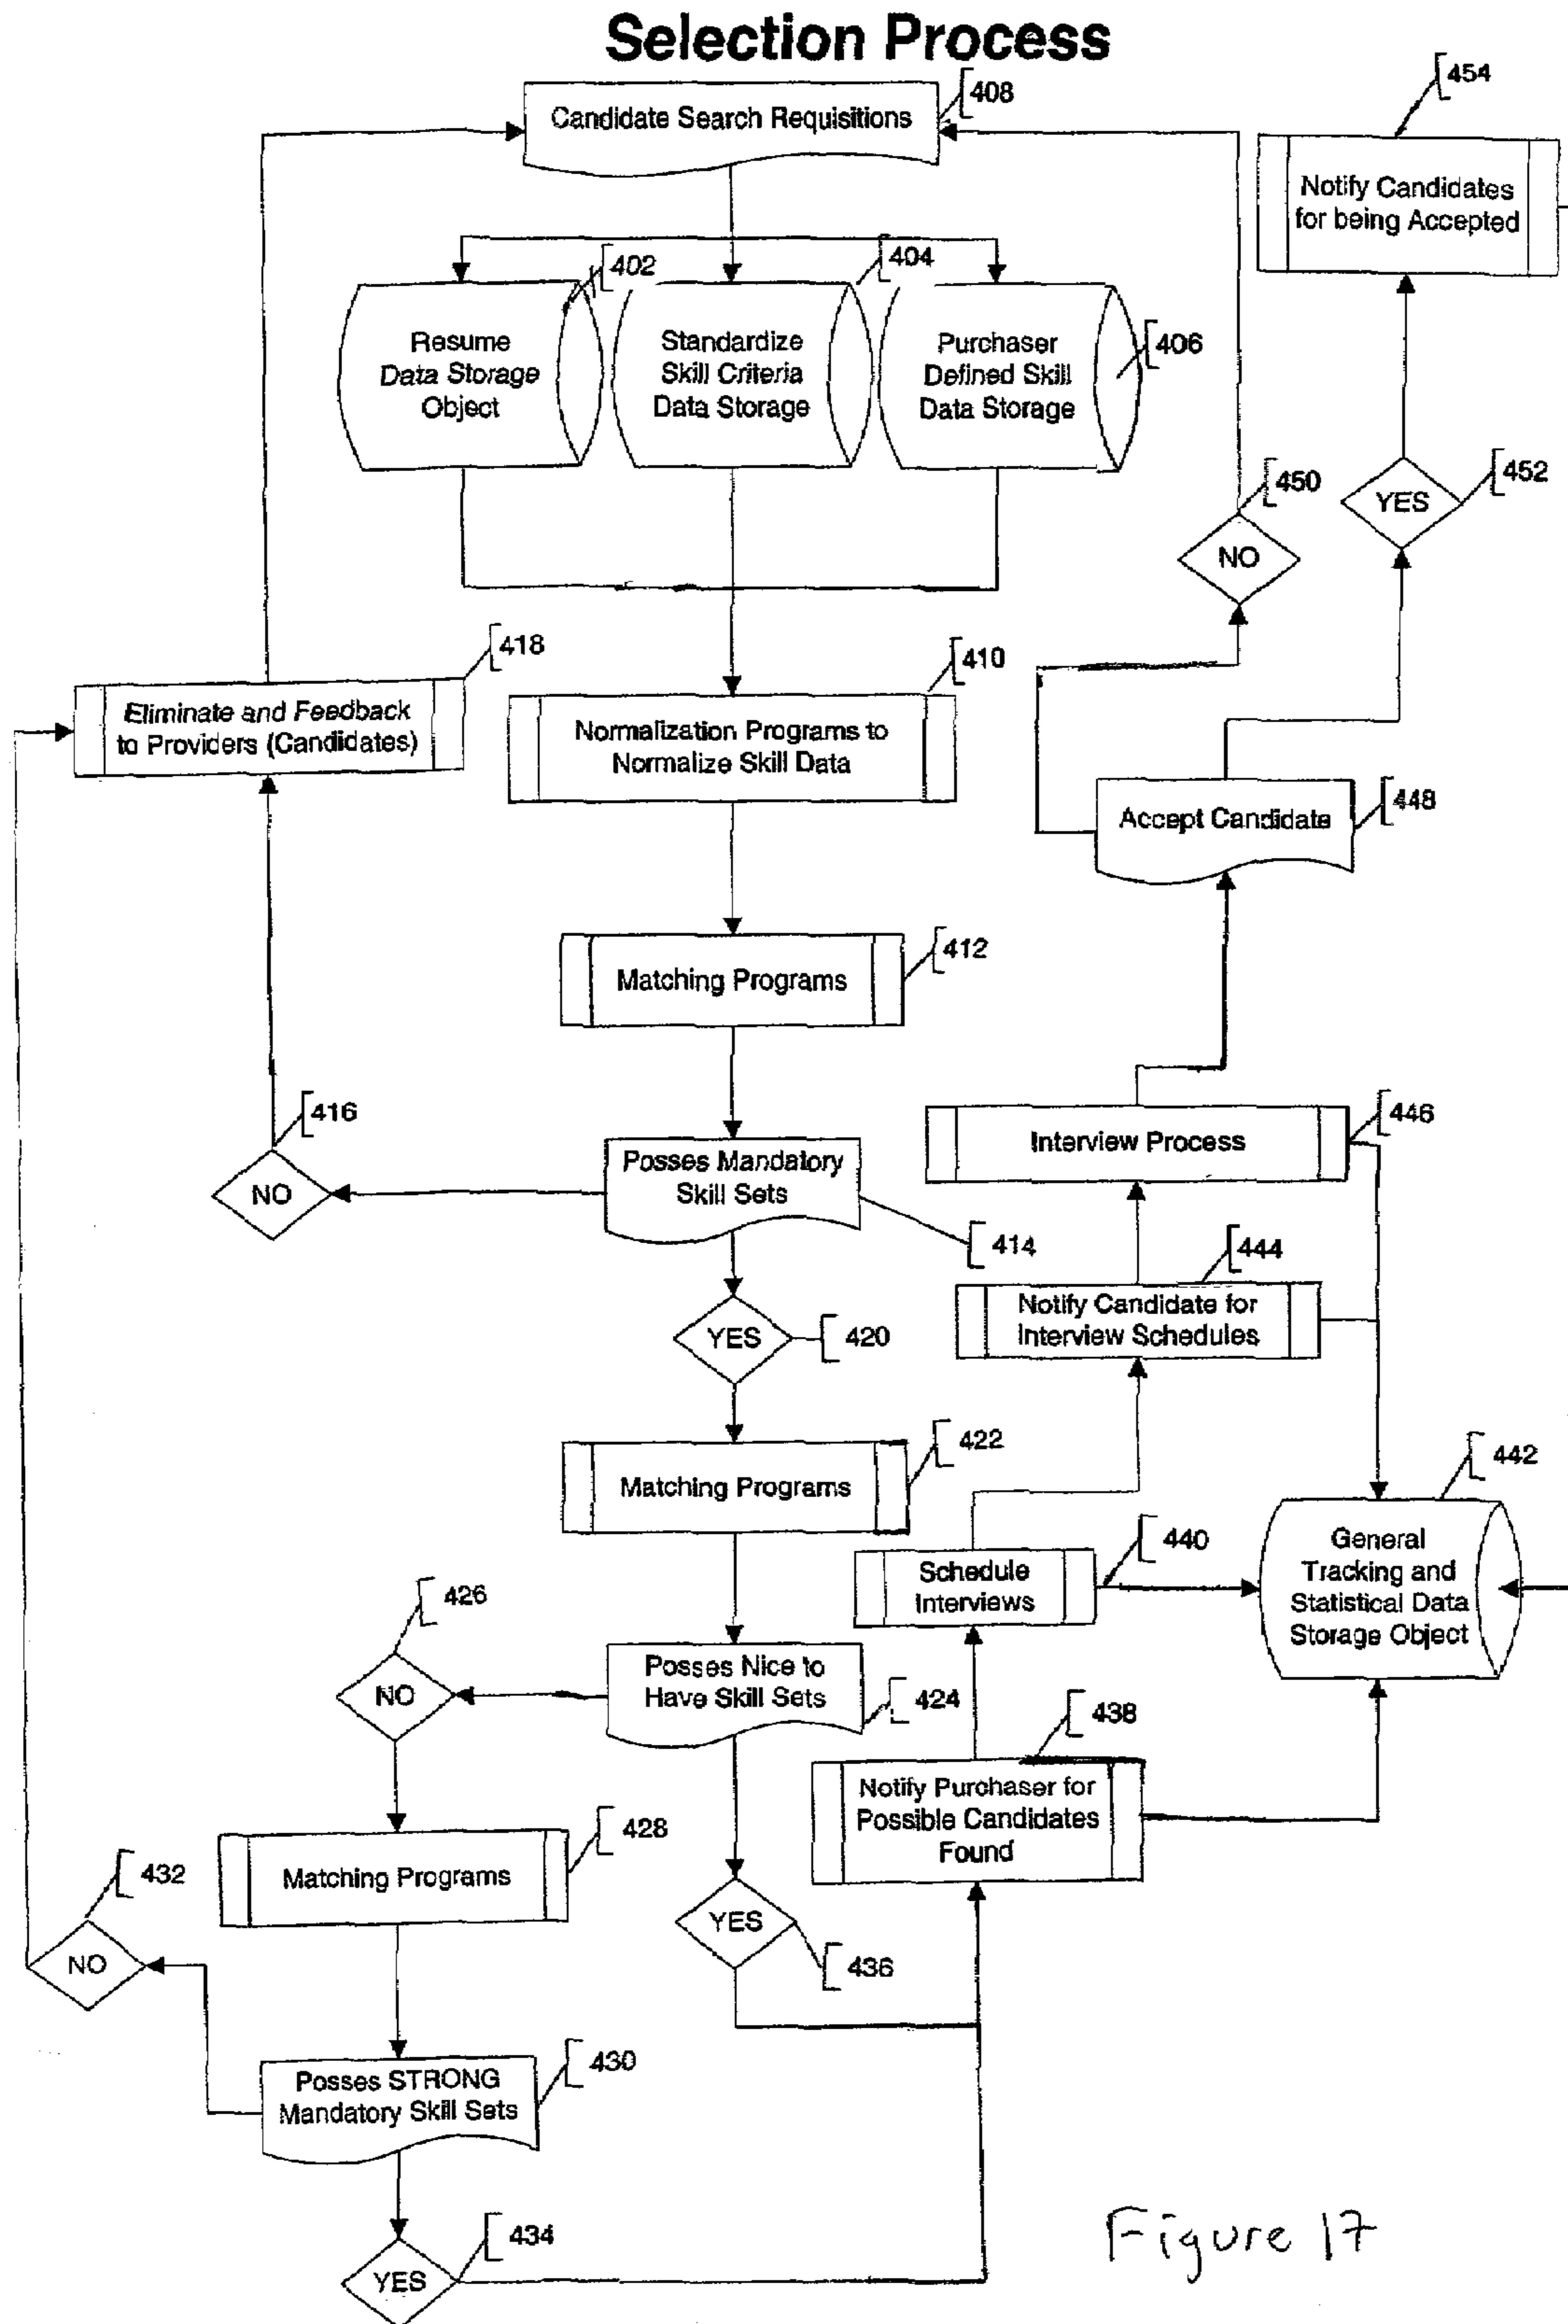 Selection Process
454
408
Candidate Search Requisitions
Notify Candidates
for being Accepted
402
404
406
Resume
Data Storage
Object
Standardize
Skill Criteria
Data Storage
Purchaser
Defined Skill
Data Storage
450
452
YES
NO
418
410
Eliminate and Feedback
to Providers (Candidates)
Normalization Programs to
Normalize Skill Data
448
Accept Candidate
412
Matching Programs
416
446
Interview Process
NO
Posses Mandatory
Skill Sets
414
444
Notify Candidate for
Interview Schedules
YES
420
422
Matching Programs
442
General
Tracking and
Statistical Data
Storage Object
440
Schedule
Interviews
426
NO
Posses Nice to
Have Skill Sets
424
438
Notify Purchaser for
Possible Candidates
Found
428
Matching Programs
432
NO
YES
436
430
Posses STRONG
Mandatory Skill Sets
434
YES
Figure 17